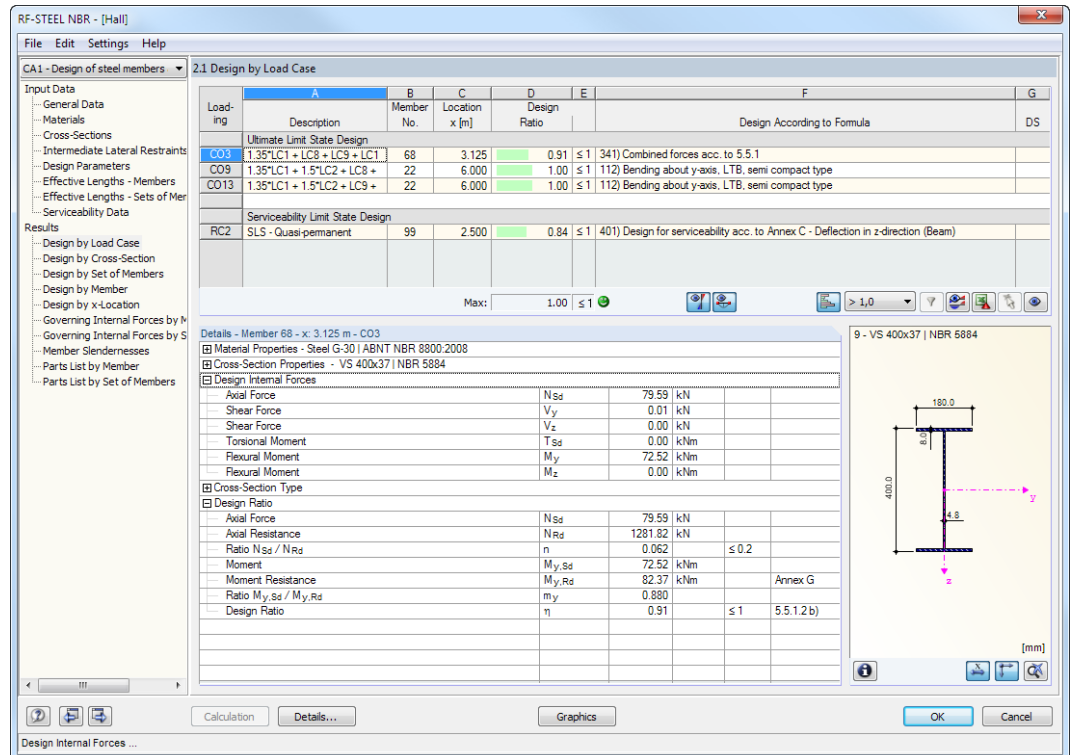 RF-STEEL NBR - [Hall]
File Edit Settings Help
CA1 - Design of steel members
2.1 Design by Load Case
Input Data
General Data
Materials
Cross-Sections
Intermediate Lateral Restraints
Design Parameters
Effective Lengths - Members
Effective Lengths - Sets of Mer
Serviceability Data
Results
Design by Load Case
Design by Cross-Section
Design by Set of Members
Design by Member
Design by x-Location
Governing Internal Forces by M
Governing Internal Forces by S
Member Slendernesses
Parts List by Member
Parts List by Set of Members
A B C D E F G
Load- Member Location Design
ing Description No. x [m] Ratio Design According to Formula DS
Ultimate Limit State Design
CO3 1.35*LC1 + LC8 + LC9 + LC1 68 3.125 0.91 ≤ 1 341) Combined forces acc. to 5.5.1
CO9 1.35*LC1 + 1.5*LC2 + LC8 + 22 6.000 1.00 ≤ 1 112) Bending about y-axis, LTB, semi compact type
CO13 1.35*LC1 + 1.5*LC2 + LC9 + 22 6.000 1.00 ≤ 1 112) Bending about y-axis, LTB, semi compact type
Serviceability Limit State Design
RC2 SLS - Quasi-permanent 99 2.500 0.84 ≤ 1 401) Design for serviceability acc. to Annex C - Deflection in z-direction (Beam)
Max: 1.00 ≤ 1 > 1,0
Details - Member 68 - x: 3.125 m - CO3
Material Properties - Steel G-30 | ABNT NBR 8800:2008
Cross-Section Properties - VS 400x37 | NBR 5884
Design Internal Forces
Axial Force NSd 79.59 kN
Shear Force Vy 0.01 kN
Shear Force Vz 0.00 kN
Torsional Moment TSd 0.00 kNm
Flexural Moment My 72.52 kNm
Flexural Moment Mz 0.00 kNm
Cross-Section Type
Design Ratio
Axial Force NSd 79.59 kN
Axial Resistance NRd 1281.82 kN
Ratio NSd / NRd n 0.062 ≤ 0.2
Moment My,Sd 72.52 kNm
Moment Resistance My,Rd 82.37 kNm Annex G
Ratio My,Sd / My,Rd my 0.880
Design Ratio η 0.91 ≤ 1 5.5.1.2 b)
9 - VS 400x37 | NBR 5884
180.0
8.0
400.0
y
4.8
z
[mm]
Calculation Details... Graphics OK Cancel
Design Internal Forces ...